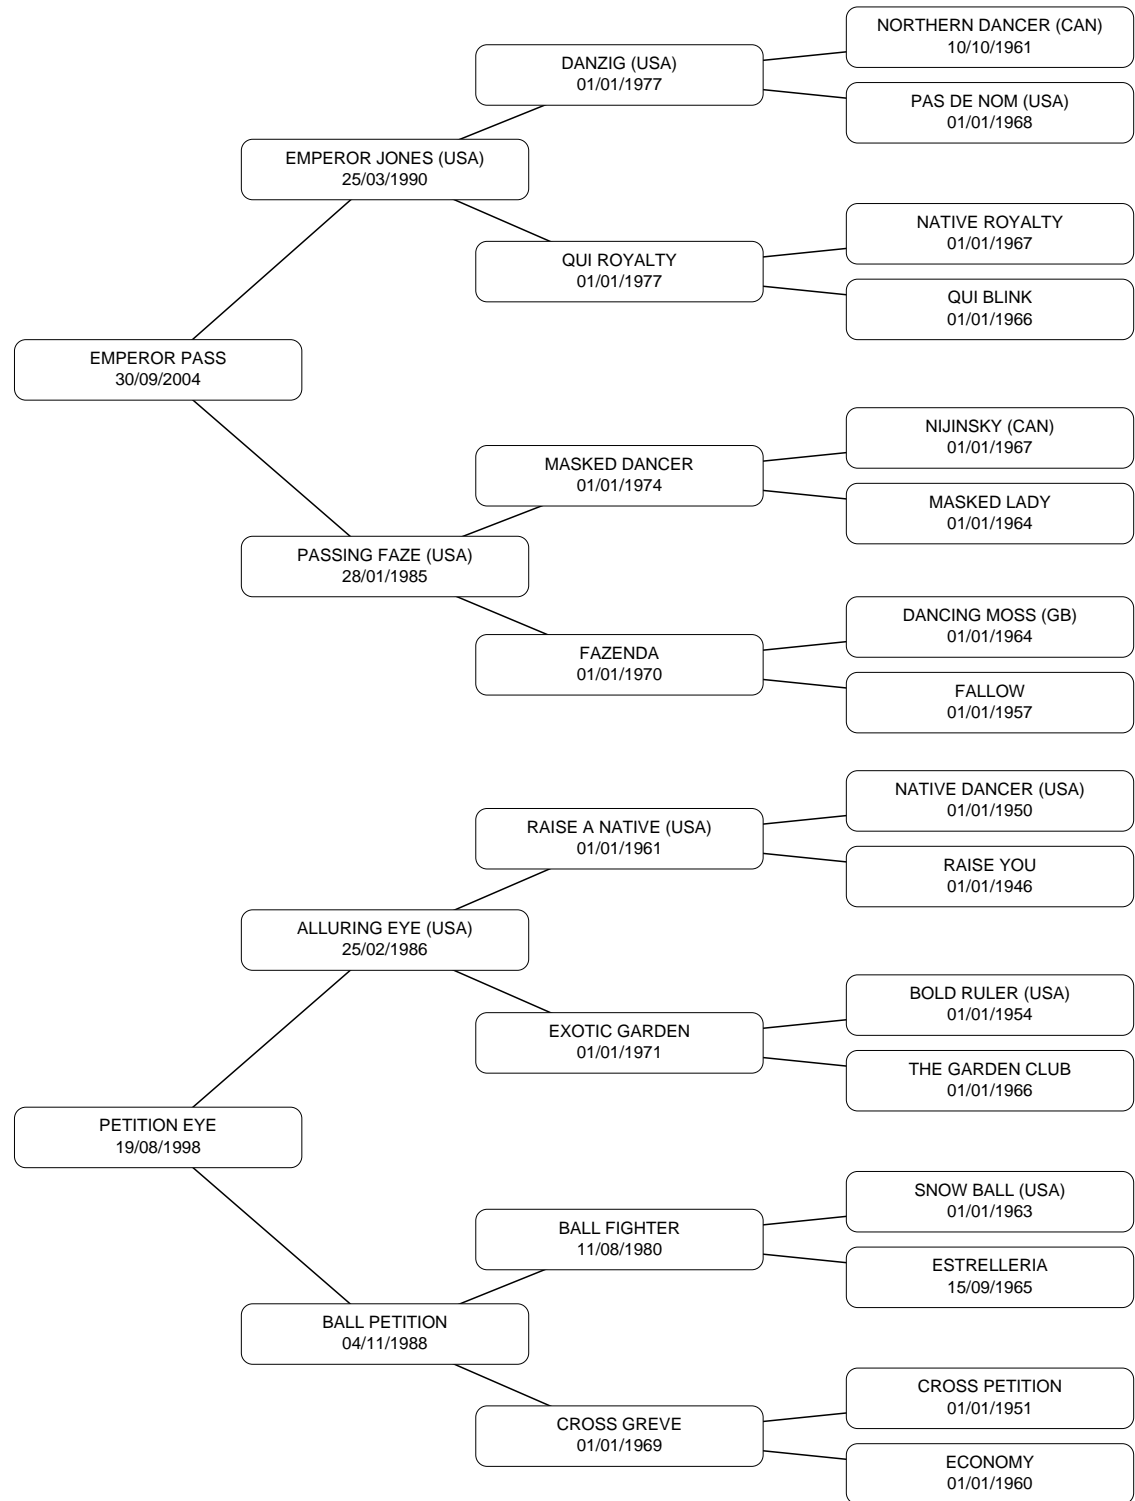 NORTHERN DANCER (CAN)
10/10/1961
DANZIG (USA)
01/01/1977
PAS DE NOM (USA)
01/01/1968
EMPEROR JONES (USA)
25/03/1990
NATIVE ROYALTY
01/01/1967
QUI ROYALTY
01/01/1977
QUI BLINK
01/01/1966
EMPEROR PASS
30/09/2004
NIJINSKY (CAN)
01/01/1967
MASKED DANCER
01/01/1974
MASKED LADY
01/01/1964
PASSING FAZE (USA)
28/01/1985
DANCING MOSS (GB)
01/01/1964
FAZENDA
01/01/1970
FALLOW
01/01/1957
NATIVE DANCER (USA)
01/01/1950
RAISE A NATIVE (USA)
01/01/1961
RAISE YOU
01/01/1946
ALLURING EYE (USA)
25/02/1986
BOLD RULER (USA)
01/01/1954
EXOTIC GARDEN
01/01/1971
THE GARDEN CLUB
01/01/1966
PETITION EYE
19/08/1998
SNOW BALL (USA)
01/01/1963
BALL FIGHTER
11/08/1980
ESTRELLERIA
15/09/1965
BALL PETITION
04/11/1988
CROSS PETITION
01/01/1951
CROSS GREVE
01/01/1969
ECONOMY
01/01/1960